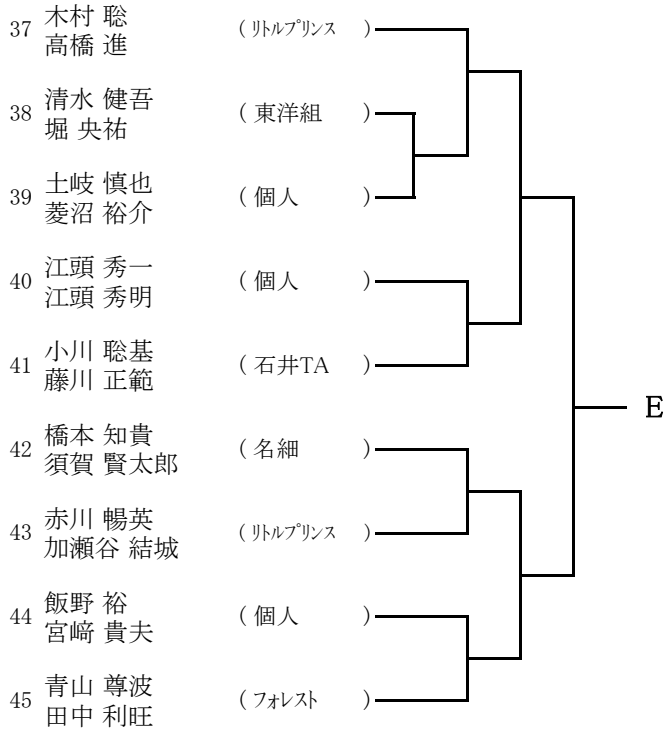 木村 聡
37 ( リトルプリンス )
高橋 進
清水 健吾
38 ( 東洋組 )
堀 央祐
土岐 慎也
39 ( 個人 )
菱沼 裕介
江頭 秀一
40 ( 個人 )
江頭 秀明
小川 聡基
41 ( 石井TA )
藤川 正範
E
橋本 知貴
42 ( 名細 )
須賀 賢太郎
赤川 暢英
43 ( リトルプリンス )
加瀬谷 結城
飯野 裕
44 ( 個人 )
宮﨑 貴夫
青山 尊波
45 ( フォレスト )
田中 利旺